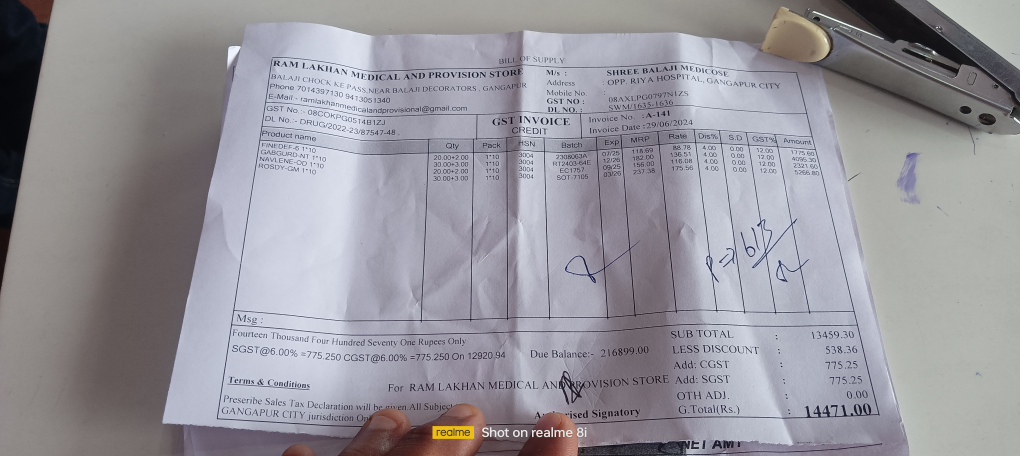 BILL OF SUPPLY
RAM LAKHAN MEDICAL AND PROVISION STORE
BALAJI CHOCK KE PASS,NEAR BALAJI DECORATORS , GANGAPUR
Phone 7014397130 9413051340
E-Mail - ramlakhanmedicalandprovisional@gmail.com
M/s : SHREE BALAJI MEDICOSE
Address : OPP. RIYA HOSPITAL, GANGAPUR CITY
Mobile No. :
GST NO : 08AXLPG0797N1ZS
DL NO. : SWM/1635-1636
GST No.:- 08COKPG0514B1ZJ
DL No.:- DRUG/2022-23/87547-48
GST INVOICE
CREDIT
Invoice No. :A-141
Invoice Date :29/06/2024
Product name Qty Pack HSN Batch Exp MRP Rate Dis% S.D GST% Amount
FINEDEF-6 1*10 20.00+2.00 1*10 3004 2308063A 07/25 118.69 88.78 4.00 0.00 12.00 1775.60
GABGURD-NT 1*10 30.00+3.00 1*10 3004 RT2403-64E 12/26 182.00 136.51 4.00 0.00 12.00 4095.30
NAVLENE-OD 1*10 20.00+2.00 1*10 3004 EC1757 09/25 156.00 116.08 4.00 0.00 12.00 2321.60
ROSDY-GM 1*10 30.00+3.00 1*10 3004 SOT-7105 03/26 237.38 175.56 4.00 0.00 12.00 5266.80
P => 613
Msg :
Fourteen Thousand Four Hundred Seventy One Rupees Only
SGST@6.00% =775.250 CGST@6.00% =775.250 On 12920.94 Due Balance:- 216899.00
SUB TOTAL : 13459.30
LESS DISCOUNT : 538.36
Add: CGST : 775.25
Add: SGST : 775.25
OTH ADJ. : 0.00
G.Total(Rs.) : 14471.00
Terms & Conditions
For RAM LAKHAN MEDICAL AND PROVISION STORE
Prescribe Sales Tax Declaration will be given All Subject
GANGAPUR CITY jurisdiction
Authorised Signatory
NET AMT
realme Shot on realme 8i